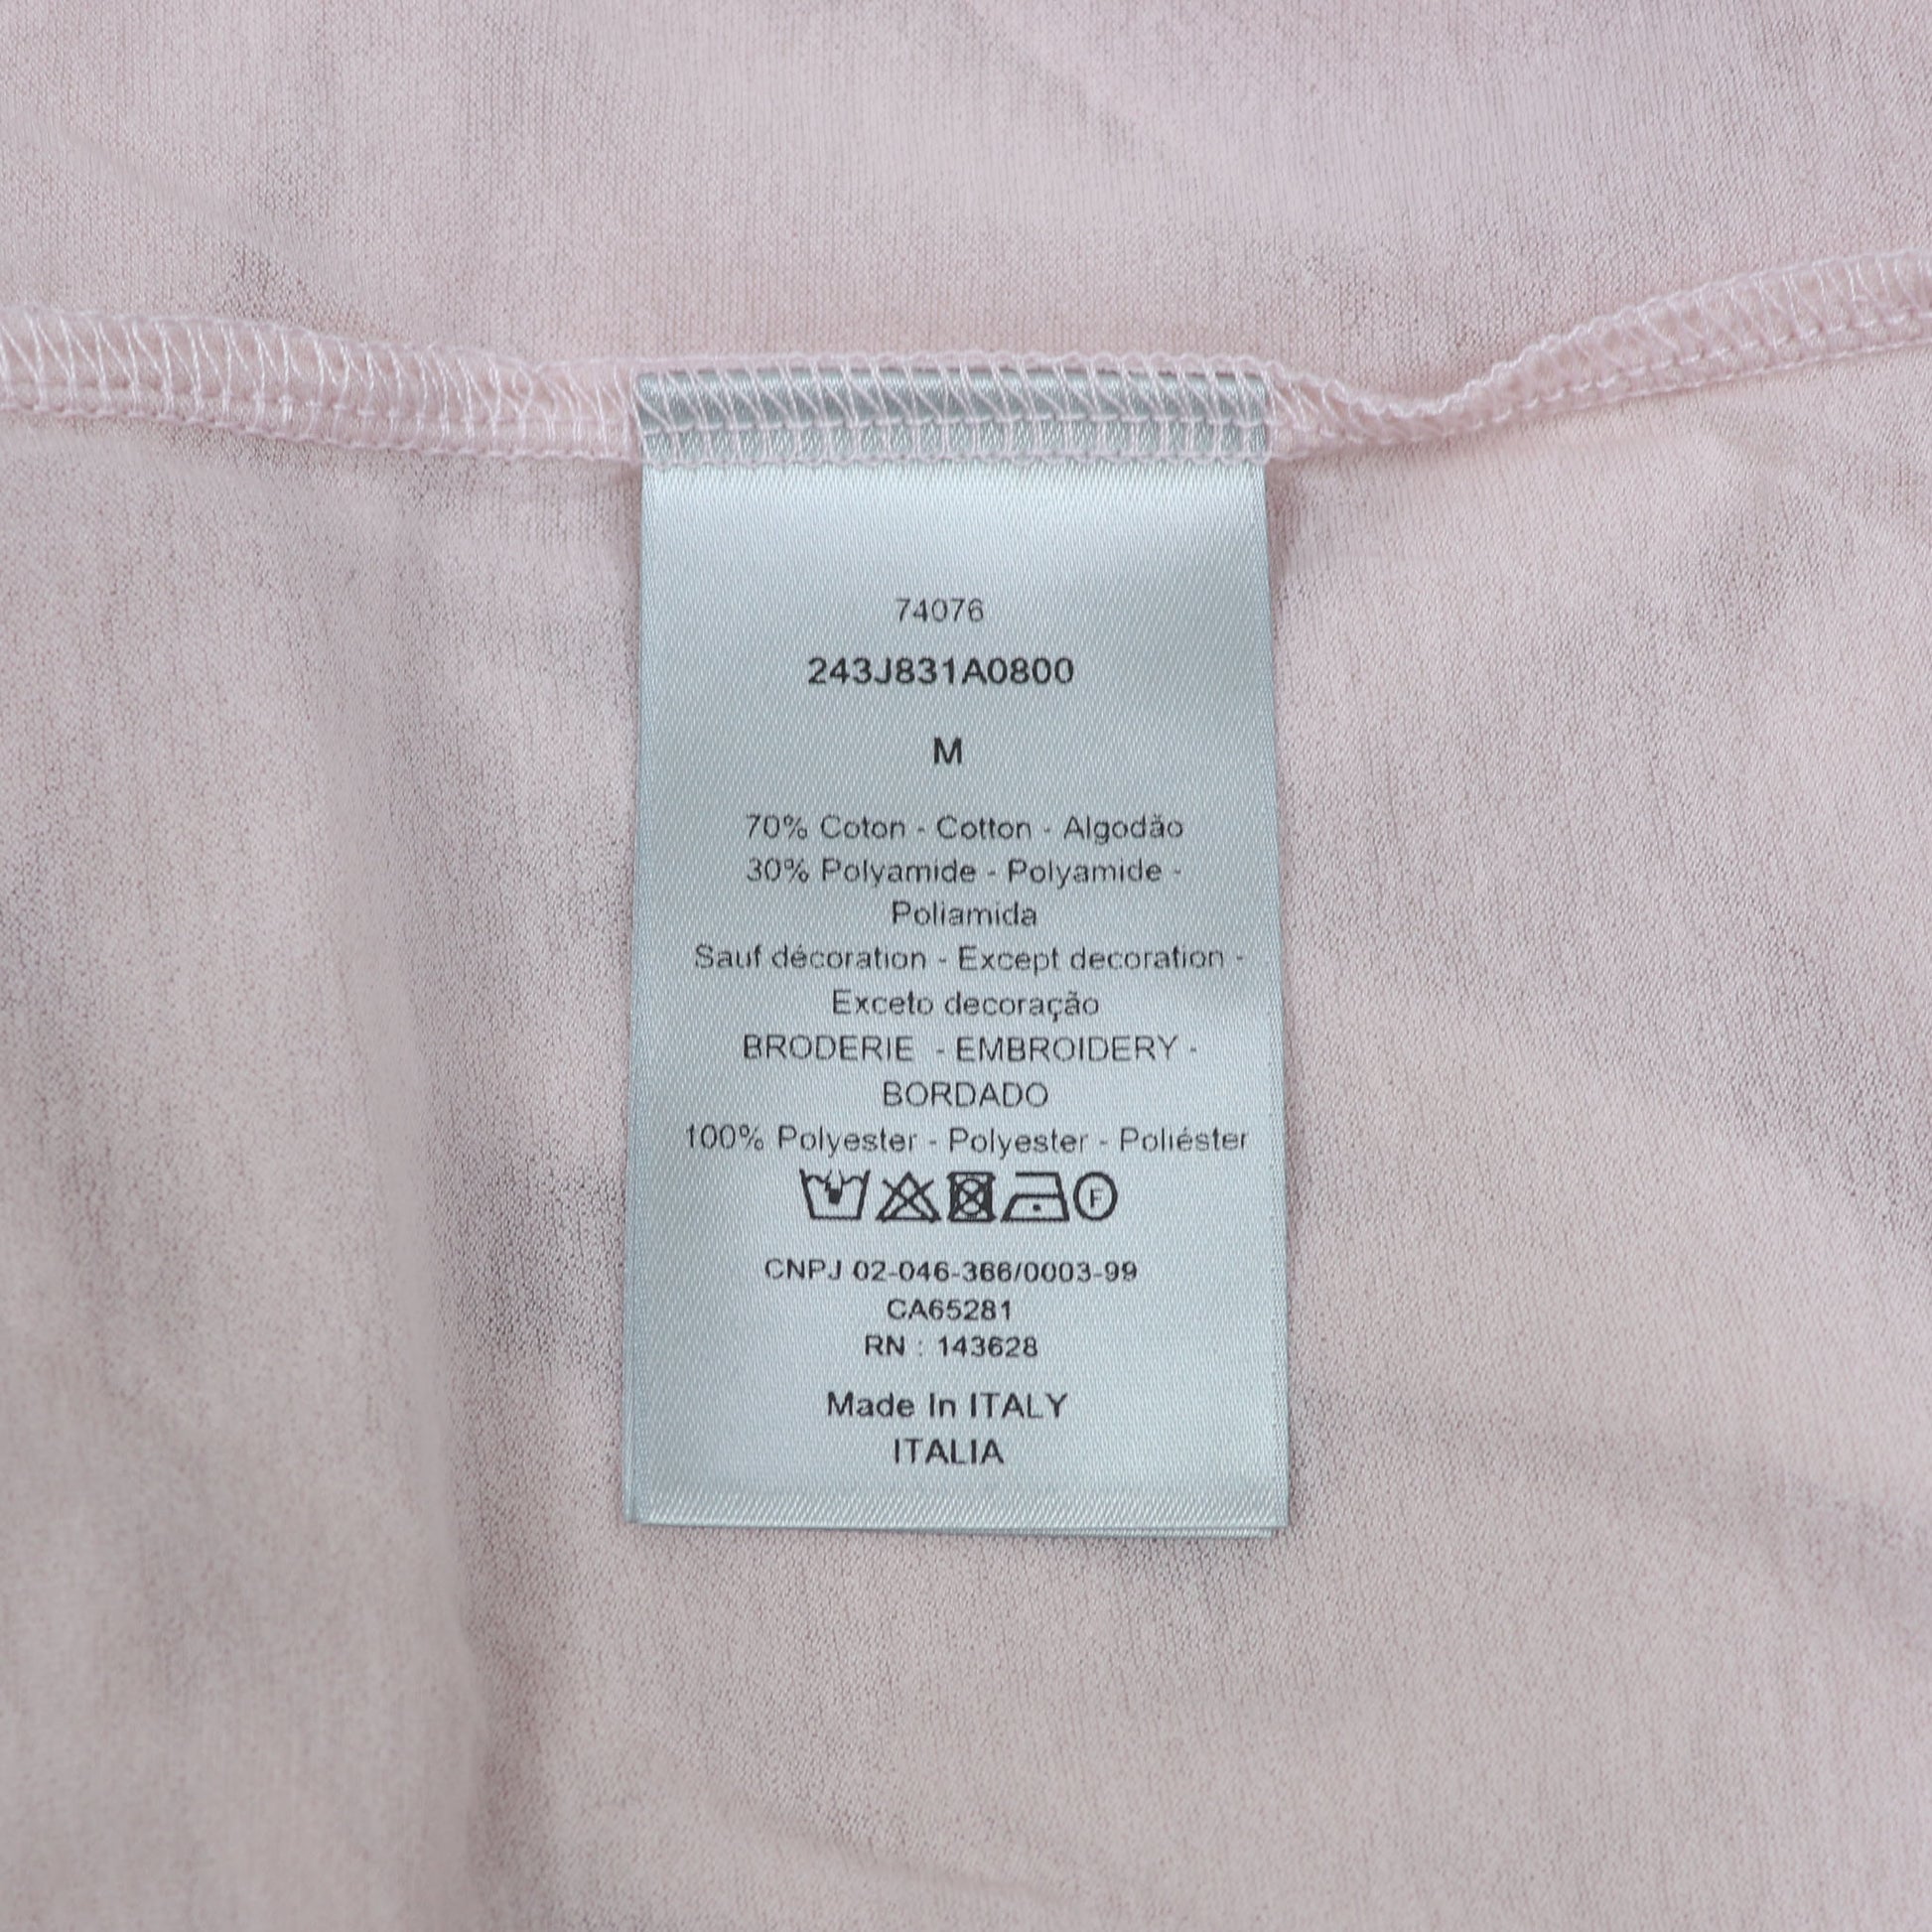 74076
243J831A0800
M
70% Coton - Cotton - Algodão
30% Polyamide - Polyamide -
Poliamida
Sauf décoration - Except decoration -
Exceto decoração
BRODERIE - EMBROIDERY -
BORDADO
100% Polyester - Polyester - Poliéster
F
CNPJ 02-046-366/0003-99
CA65281
RN : 143628
Made In ITALY
ITALIA